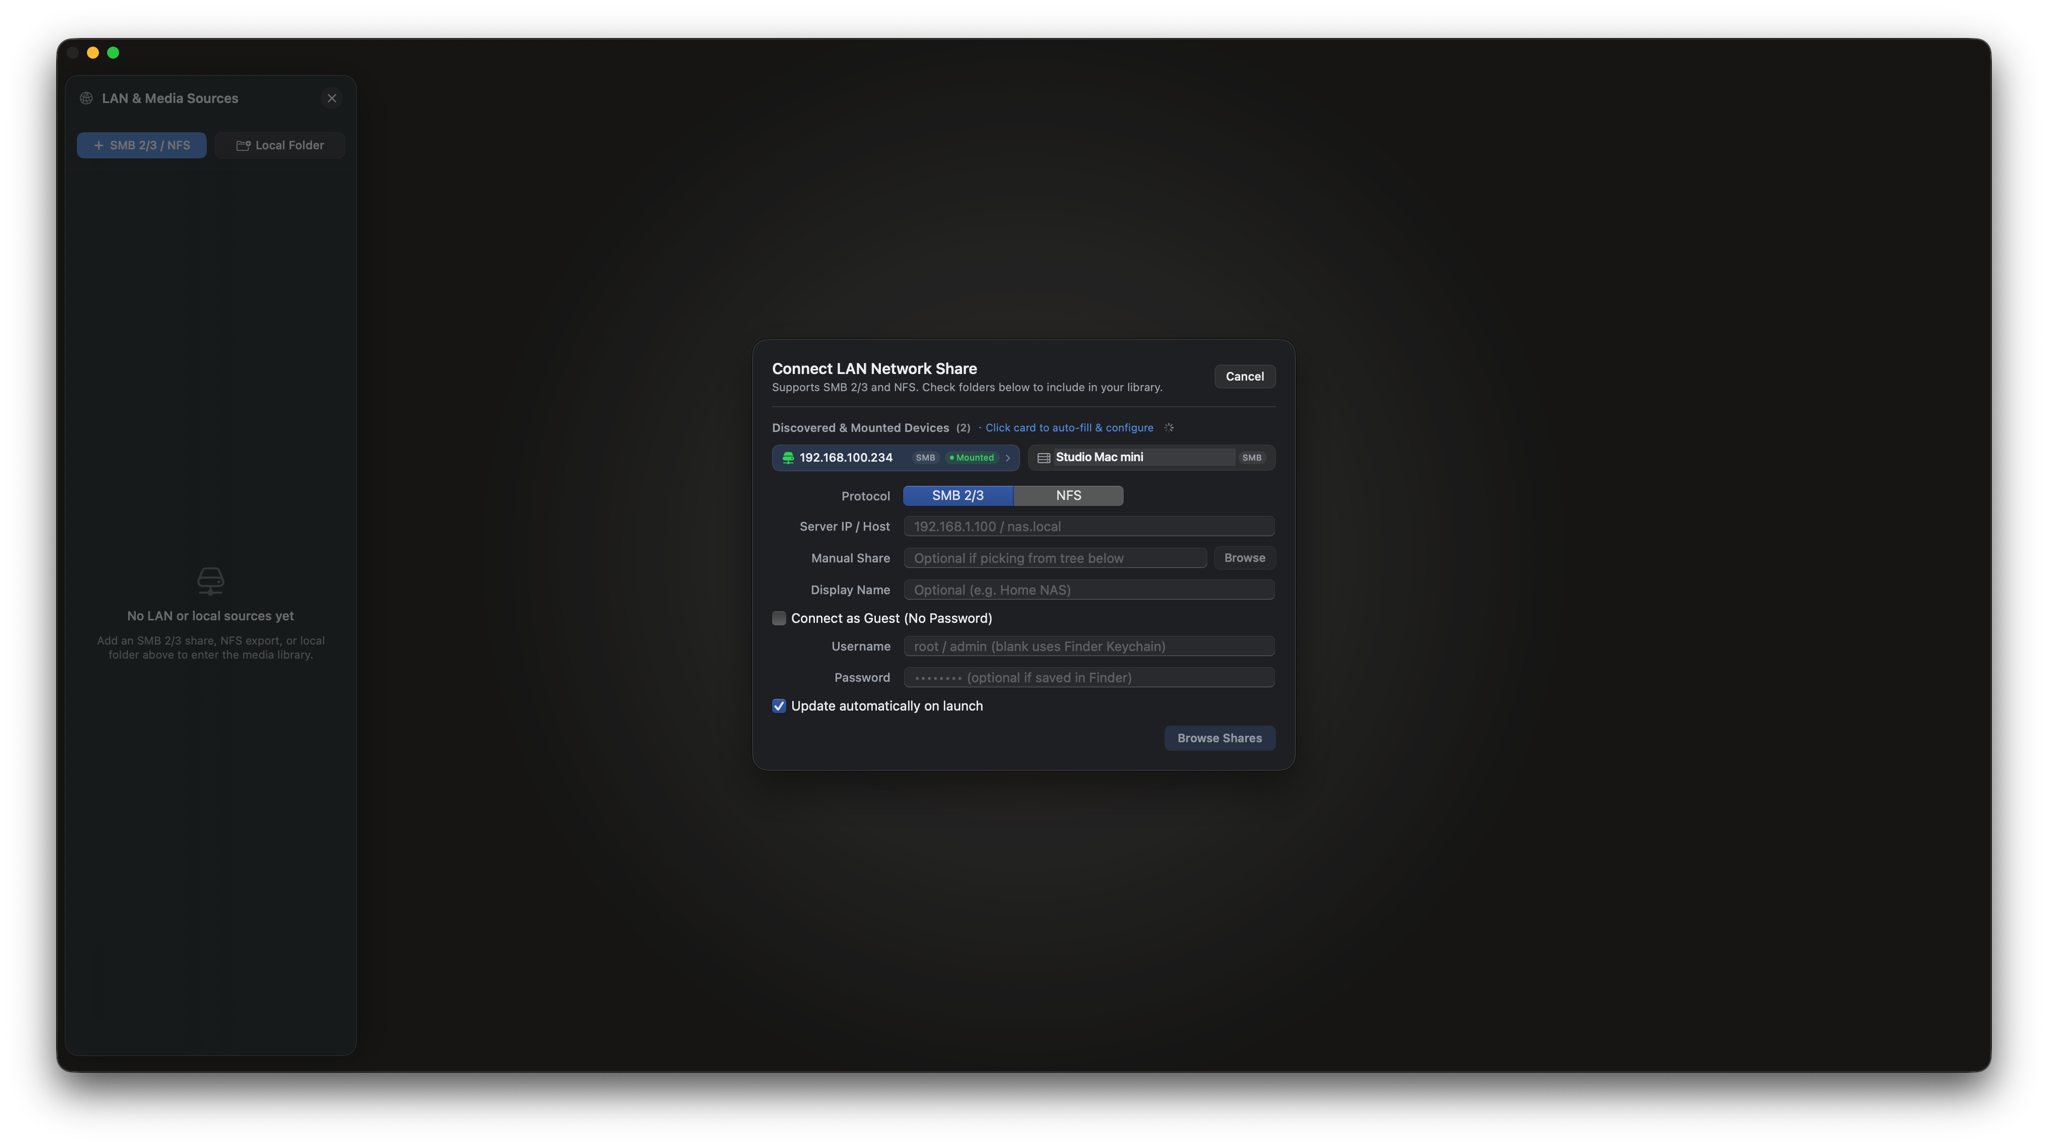 LAN & Media Sources
+ SMB 2/3 / NFS
Local Folder
No LAN or local sources yet
Add an SMB 2/3 share, NFS export, or local
folder above to enter the media library.
Connect LAN Network Share
Supports SMB 2/3 and NFS. Check folders below to include in your library.
Cancel
Discovered & Mounted Devices (2) · Click card to auto-fill & configure
192.168.100.234 SMB • Mounted
Studio Mac mini SMB
Protocol SMB 2/3 NFS
Server IP / Host 192.168.1.100 / nas.local
Manual Share Optional if picking from tree below Browse
Display Name Optional (e.g. Home NAS)
Connect as Guest (No Password)
Username root / admin (blank uses Finder Keychain)
Password •••••••• (optional if saved in Finder)
Update automatically on launch
Browse Shares